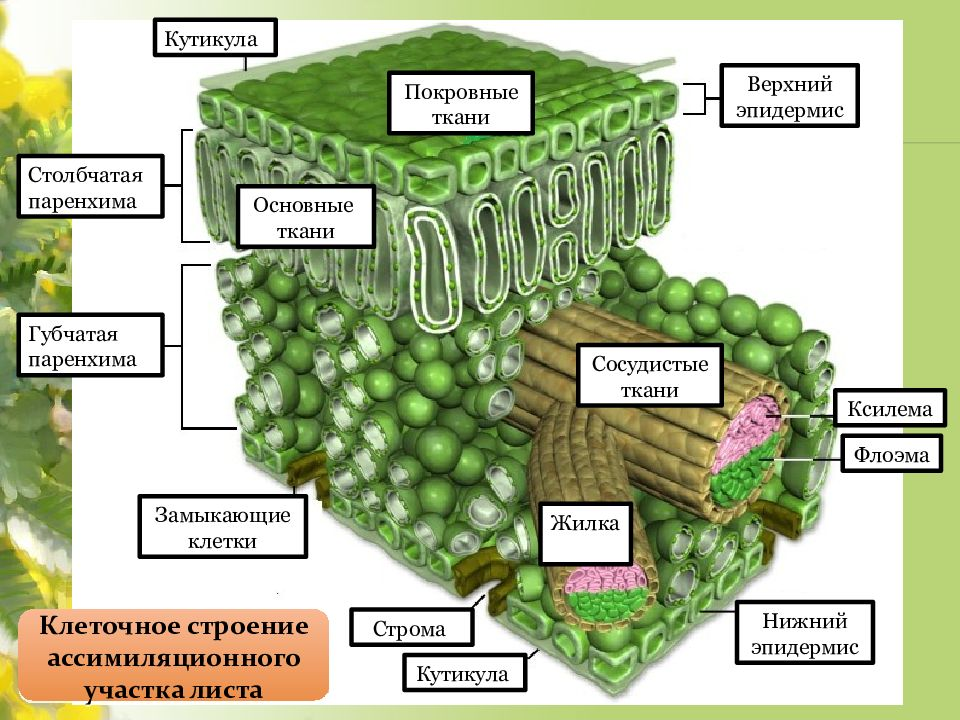 Кутикула
Покровные
ткани
Верхний
эпидермис
Столбчатая
паренхима
Основные
ткани
Губчатая
паренхима
Сосудистые
ткани
Ксилема
Флоэма
Замыкающие
клетки
Жилка
Строма
Кутикула
Нижний
эпидермис
Клеточное строение
ассимиляционного
участка листа